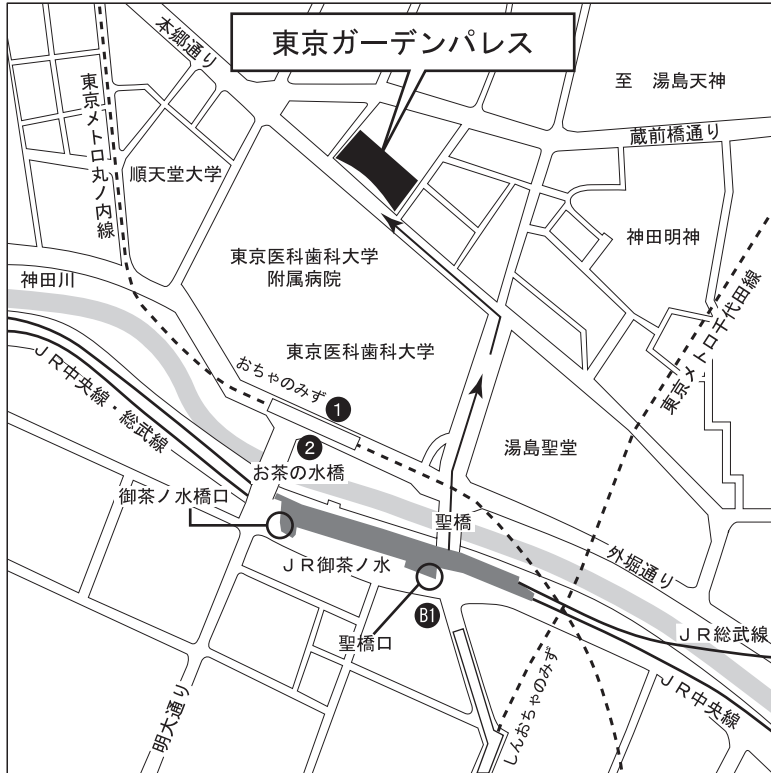 東京ガーデンパレス
本郷通り
至 湯島天神
蔵前橋通り
東京メトロ丸ノ内線
順天堂大学
神田明神
東京医科歯科大学
附属病院
神田川
東京メトロ千代田線
東京医科歯科大学
おちゃのみず
JR中央線・総武線
1
2
湯島聖堂
お茶の水橋
御茶ノ水橋口
聖橋
外堀通り
JR御茶ノ水
B1
聖橋口
JR総武線
しんおちゃのみず
JR中央線
明大通り